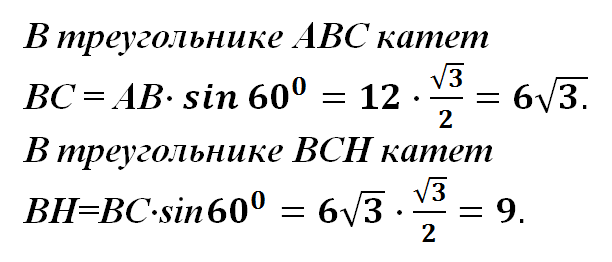 В треугольнике ABC катет
BC = AB· sin 60⁰ = 12 · √3/2 = 6√3.
В треугольнике BCH катет
BH=BC·sin60⁰ = 6√3 · √3/2 = 9.